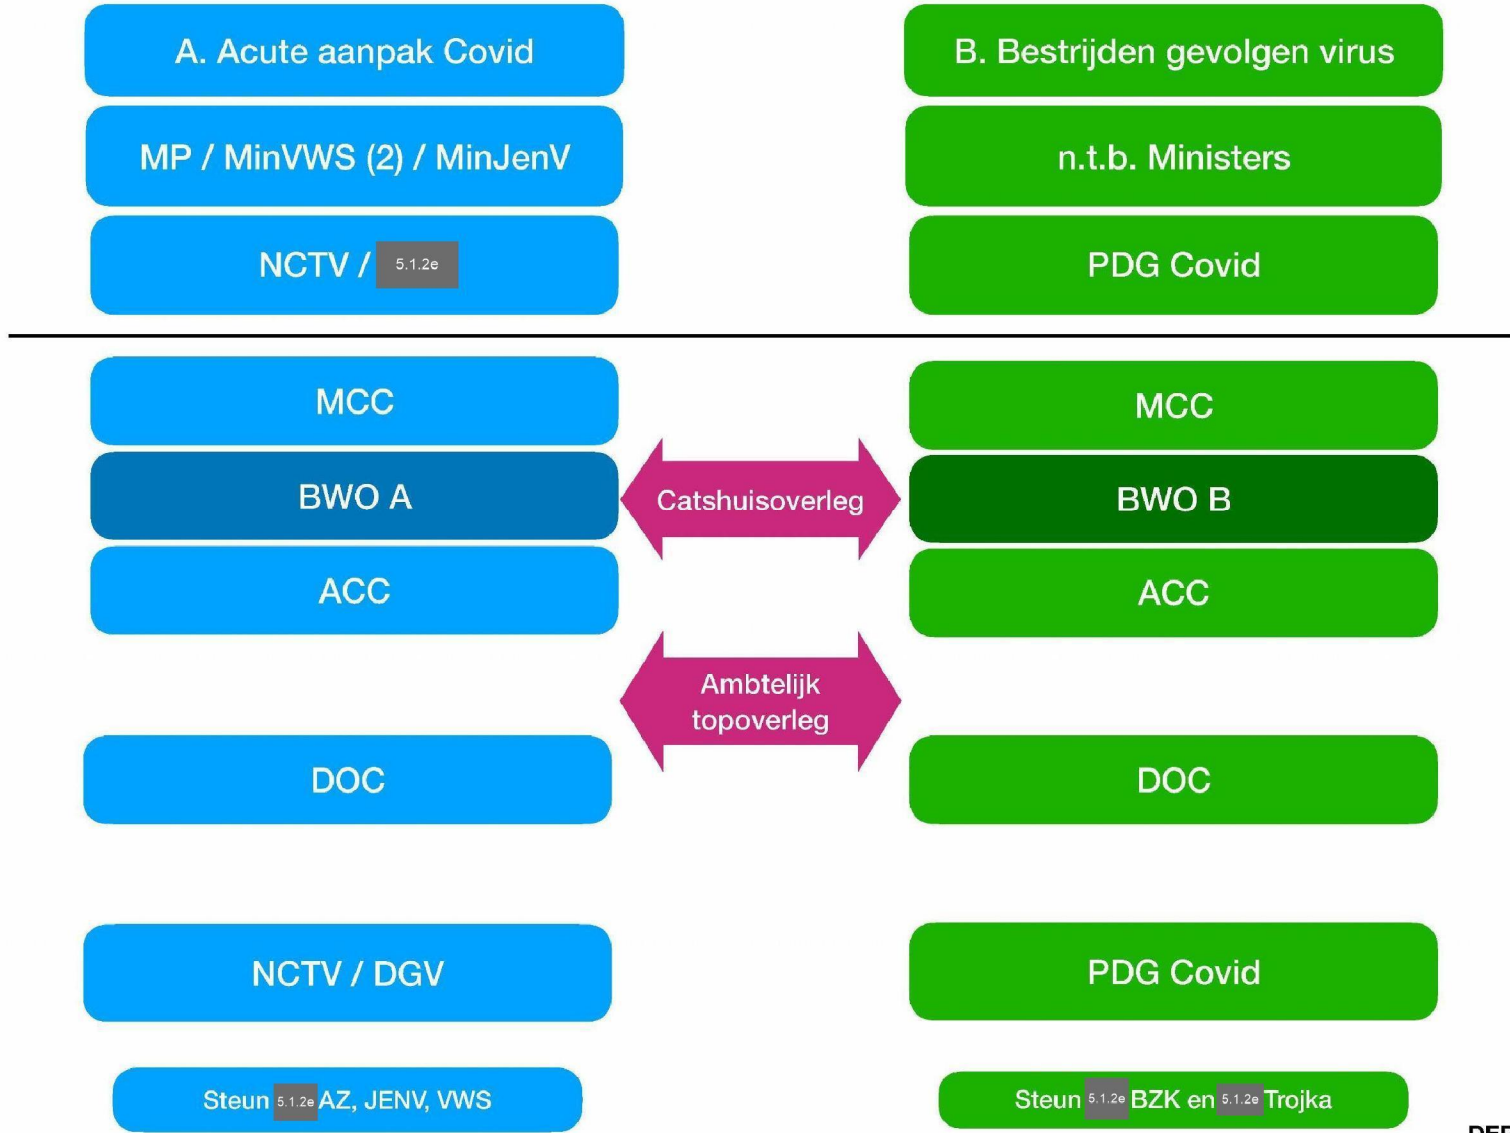 A. Acute aanpak Covid
B. Bestrijden gevolgen virus
MP / MinVWS (2) / MinJenV
n.t.b. Ministers
NCTV / 5.1.2e
PDG Covid
MCC
MCC
BWO A
Catshuisoverleg
BWO B
ACC
ACC
Ambtelijk
topoverleg
DOC
DOC
NCTV / DGV
PDG Covid
Steun 5.1.2e AZ, JENV, VWS
Steun 5.1.2e BZK en 5.1.2e Trojka